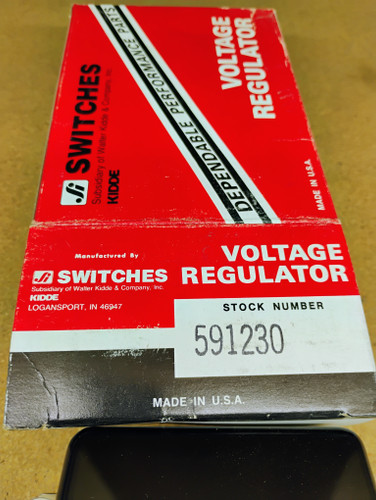 SWITCHES
Subsidiary of Walter Kidde & Company, Inc.
KIDDE
DEPENDABLE PERFORMANCE PARTS
VOLTAGE
REGULATOR
MADE IN U.S.A.
Manufactured By
SWITCHES
Subsidiary of Walter Kidde & Company, Inc.
KIDDE
LOGANSPORT, IN 46947
VOLTAGE
REGULATOR
STOCK NUMBER
591230
MADE IN U.S.A.